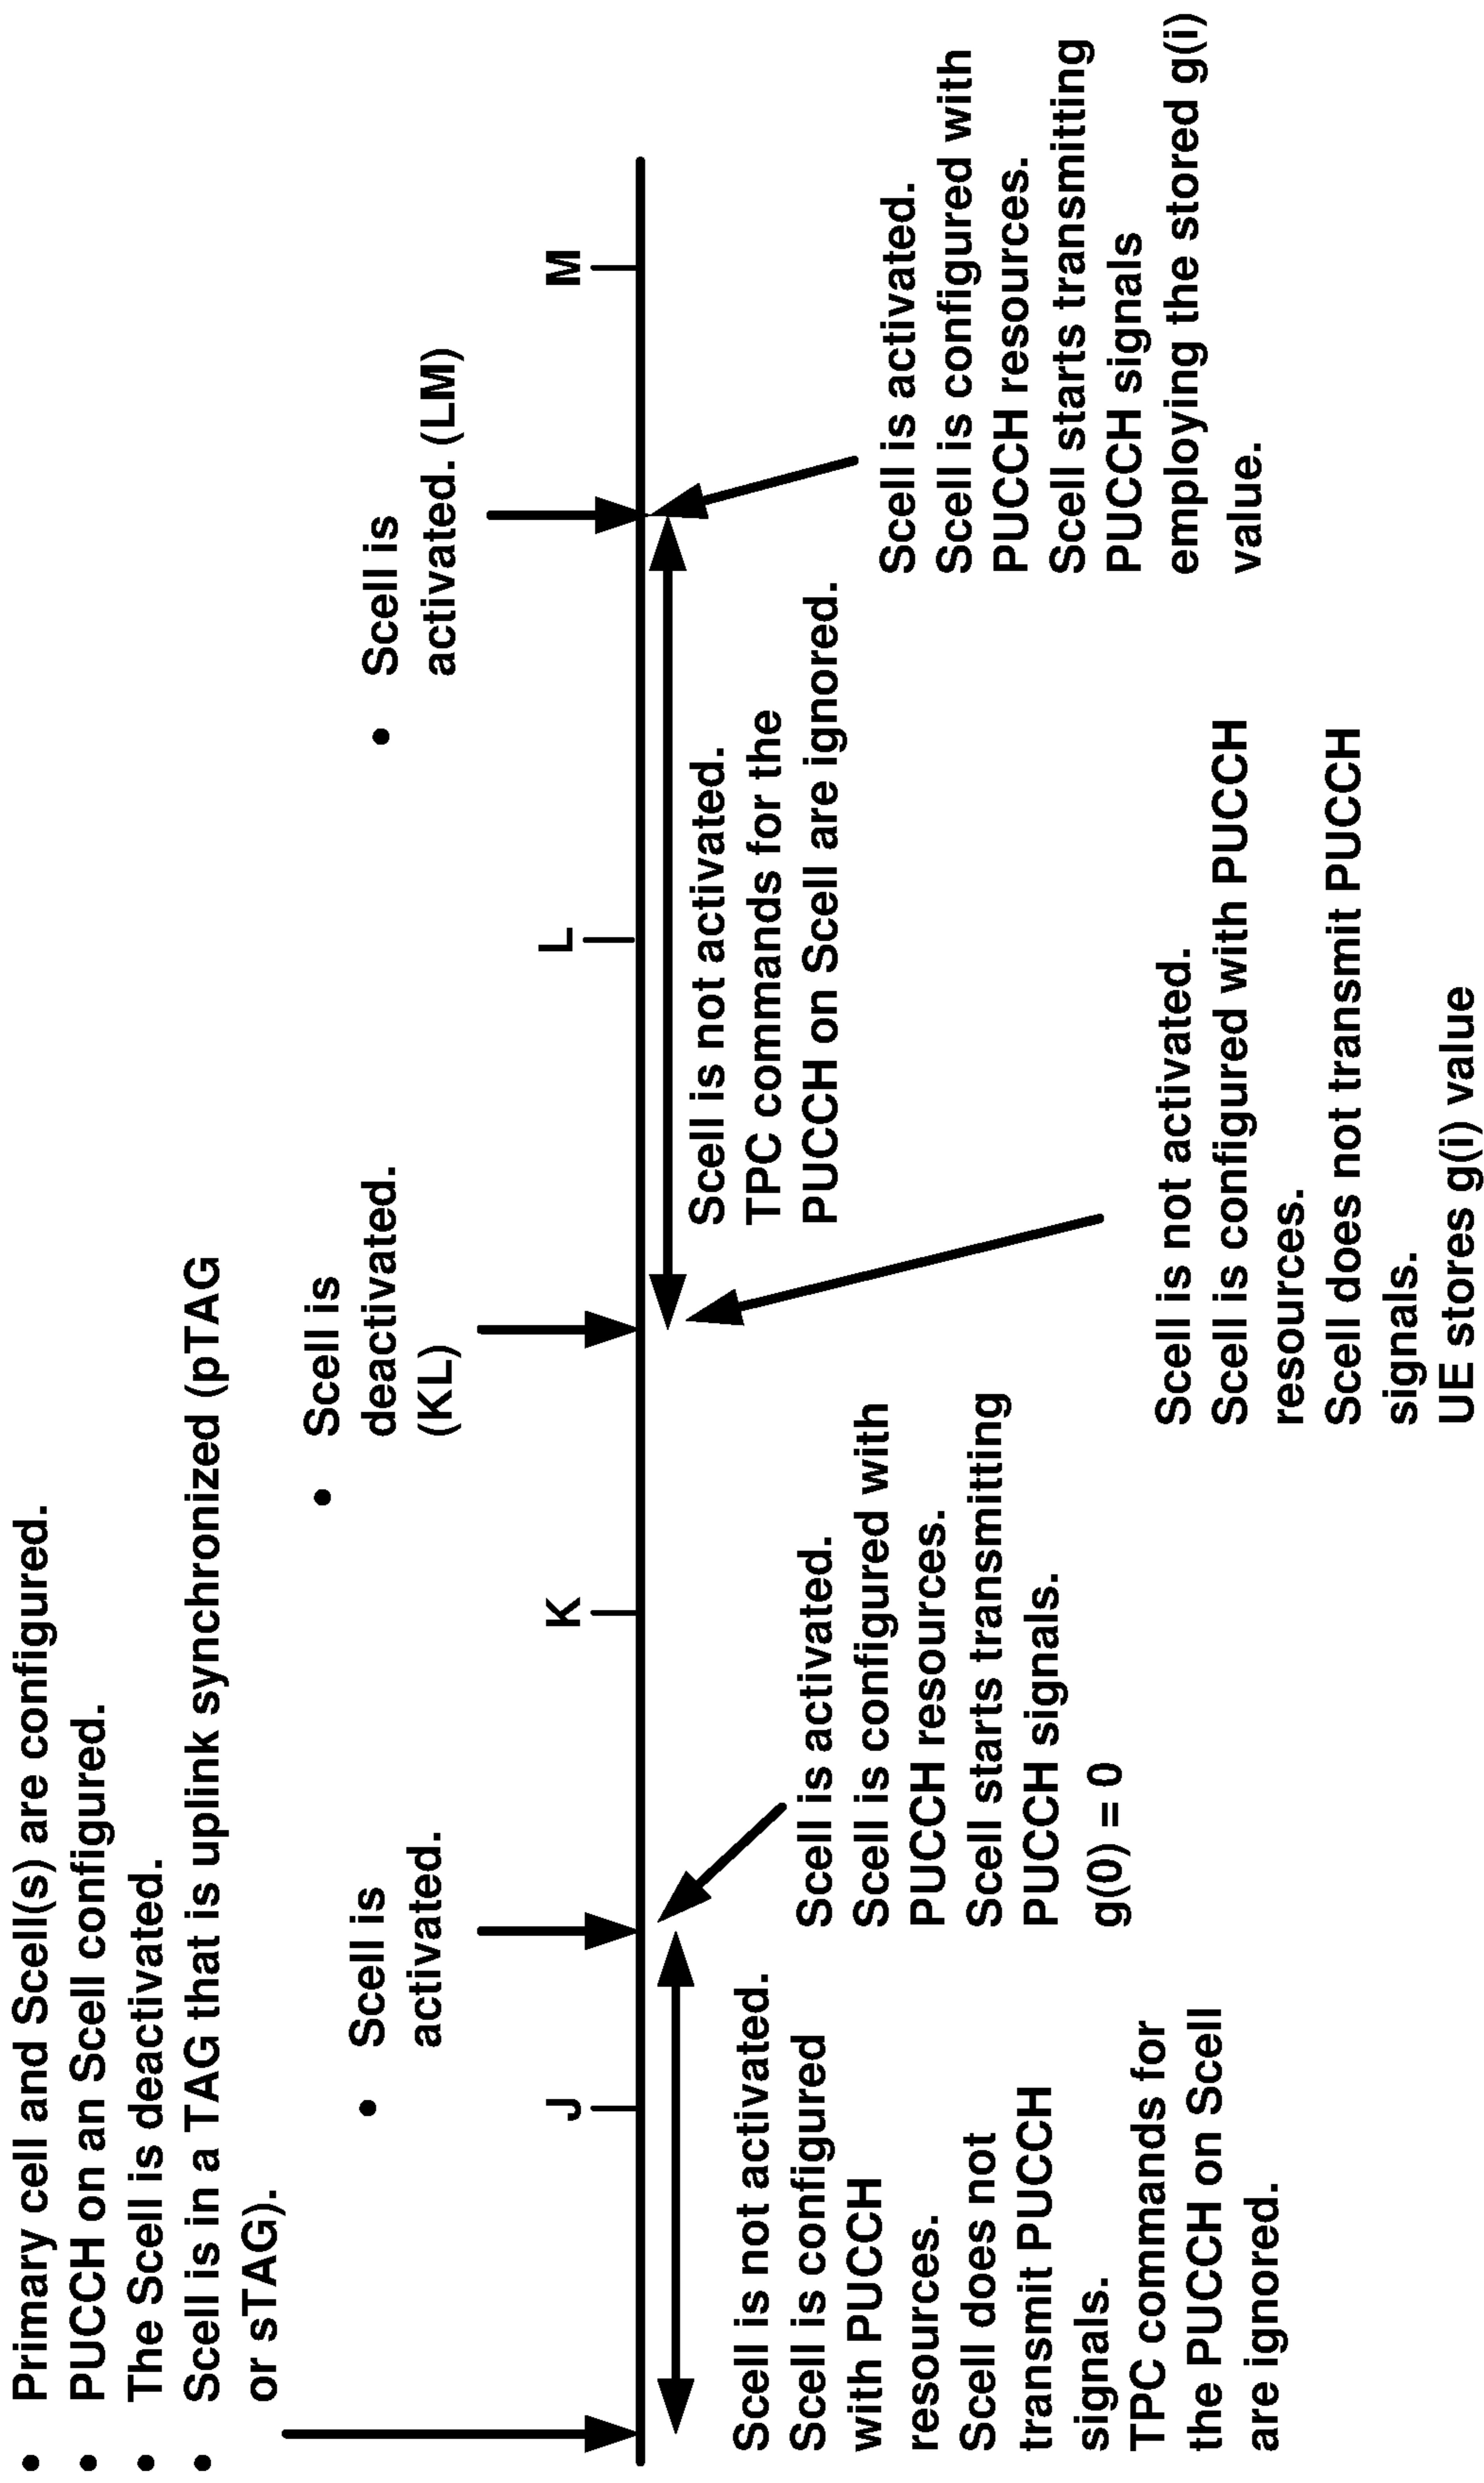 • Primary cell and Scell(s) are configured.
• PUCCH on an Scell configured.
• The Scell is deactivated.
• Scell is in a TAG that is uplink synchronized (pTAG
or sTAG).
• Scell is
activated.
• Scell is
deactivated.
(KL)
• Scell is
activated. (LM)
J
K
L
M
Scell is not activated.
Scell is configured
with PUCCH
resources.
Scell does not
transmit PUCCH
signals.
TPC commands for
the PUCCH on Scell
are ignored.
Scell is activated.
Scell is configured with
PUCCH resources.
Scell starts transmitting
PUCCH signals.
g(0) = 0
Scell is not activated.
TPC commands for the
PUCCH on Scell are ignored.
Scell is not activated.
Scell is configured with PUCCH
resources.
Scell does not transmit PUCCH
signals.
UE stores g(i) value
Scell is activated.
Scell is configured with
PUCCH resources.
Scell starts transmitting
PUCCH signals
employing the stored g(i)
value.